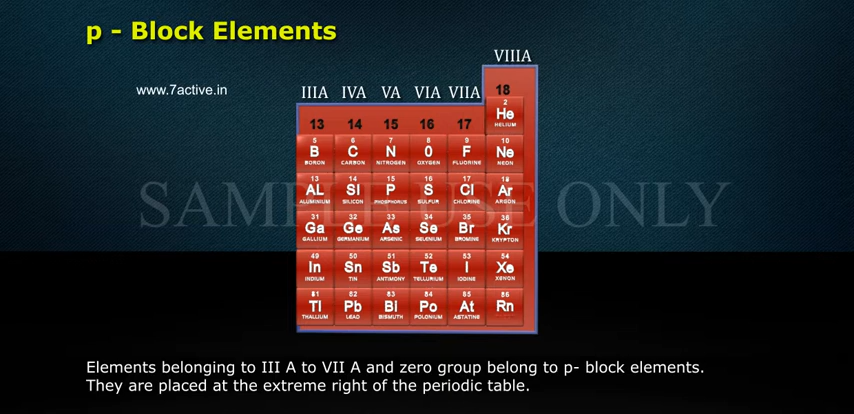 p - Block Elements
VIIIA
www.7active.in
IIIA IVA VA VIA VIIA
18
2
He
HELIUM
13 14 15 16 17
5 6 7 8 9 10
B C N O F Ne
BORON CARBON NITROGEN OXYGEN FLUORINE NEON
13 14 15 16 17 18
AL SI P S Cl Ar
ALUMINIUM SILICON PHOSPHORUS SULFUR CHLORINE ARGON
SAMPLE USE ONLY
31 32 33 34 35 36
Ga Ge As Se Br Kr
GALLIUM GERMANIUM ARSENIC SELENIUM BROMINE KRYPTON
49 50 51 52 53 54
In Sn Sb Te I Xe
INDIUM TIN ANTIMONY TELLURIUM IODINE XENON
81 82 83 84 85 86
Tl Pb Bi Po At Rn
THALLIUM LEAD BISMUTH POLONIUM ASTATING
Elements belonging to III A to VII A and zero group belong to p- block elements.
They are placed at the extreme right of the periodic table.